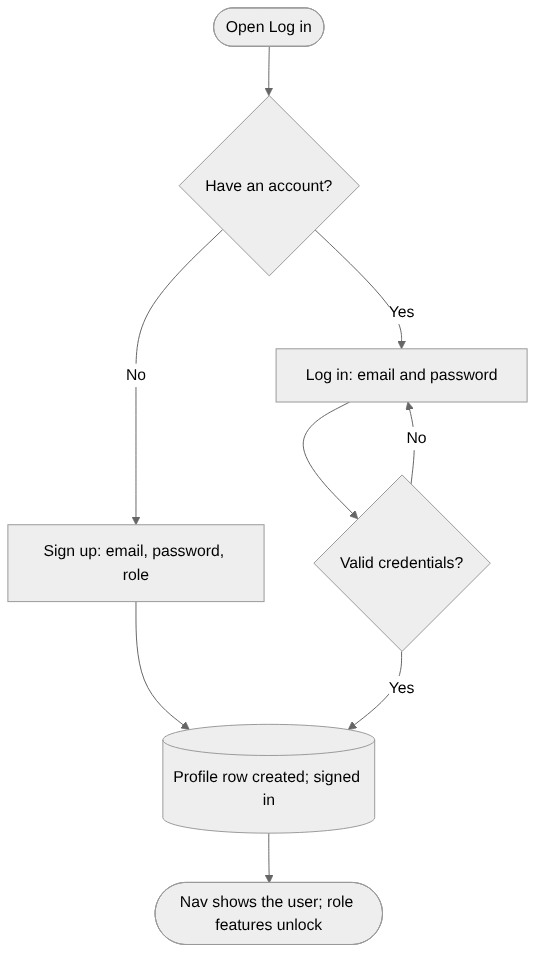 Open Log in
Have an account?
Yes
No
Log in: email and password
No
Sign up: email, password,
role
Valid credentials?
Yes
Profile row created; signed
in
Nav shows the user; role
features unlock